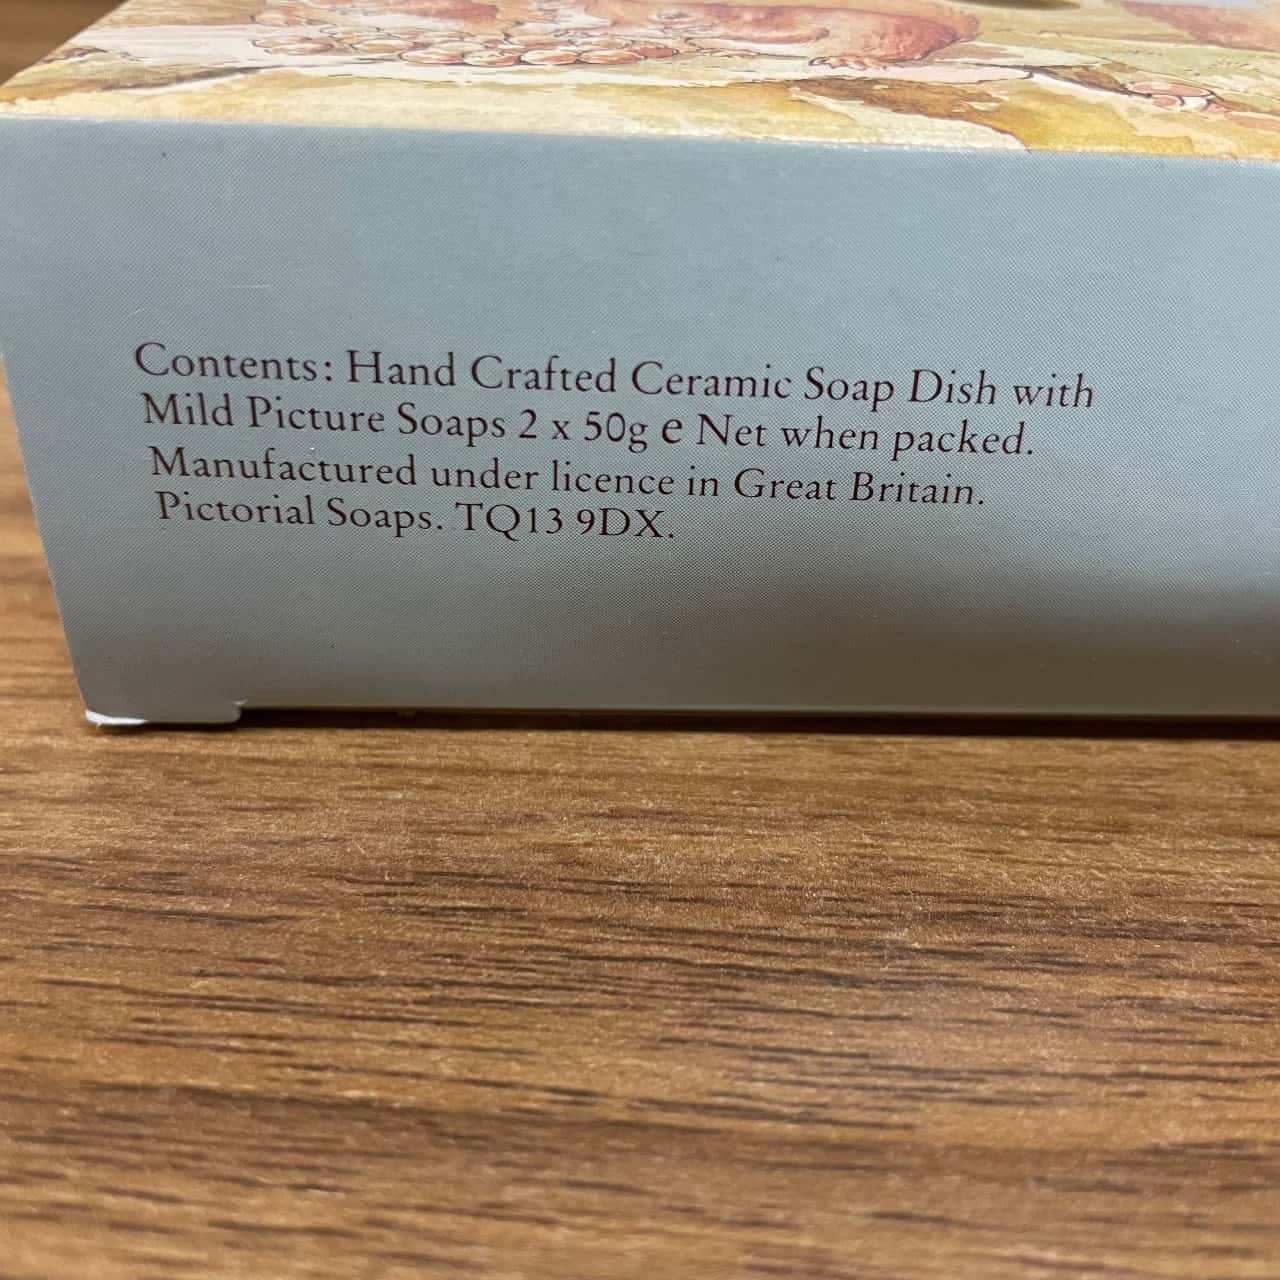 Contents: Hand Crafted Ceramic Soap Dish with
Mild Picture Soaps 2 x 50g e Net when packed.
Manufactured under licence in Great Britain.
Pictorial Soaps. TQ13 9DX.